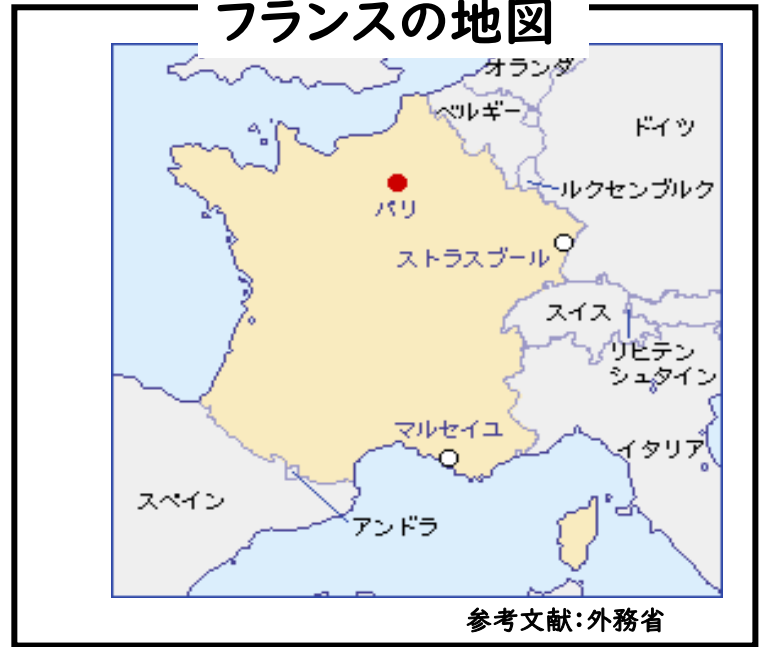 フランスの地図
オランダ
ベルギー
ドイツ
ルクセンブルク
パリ
ストラスブール
スイス
リヒテン
シュタイン
マルセイユ
イタリア
スペイン
アンドラ
参考文献：外務省